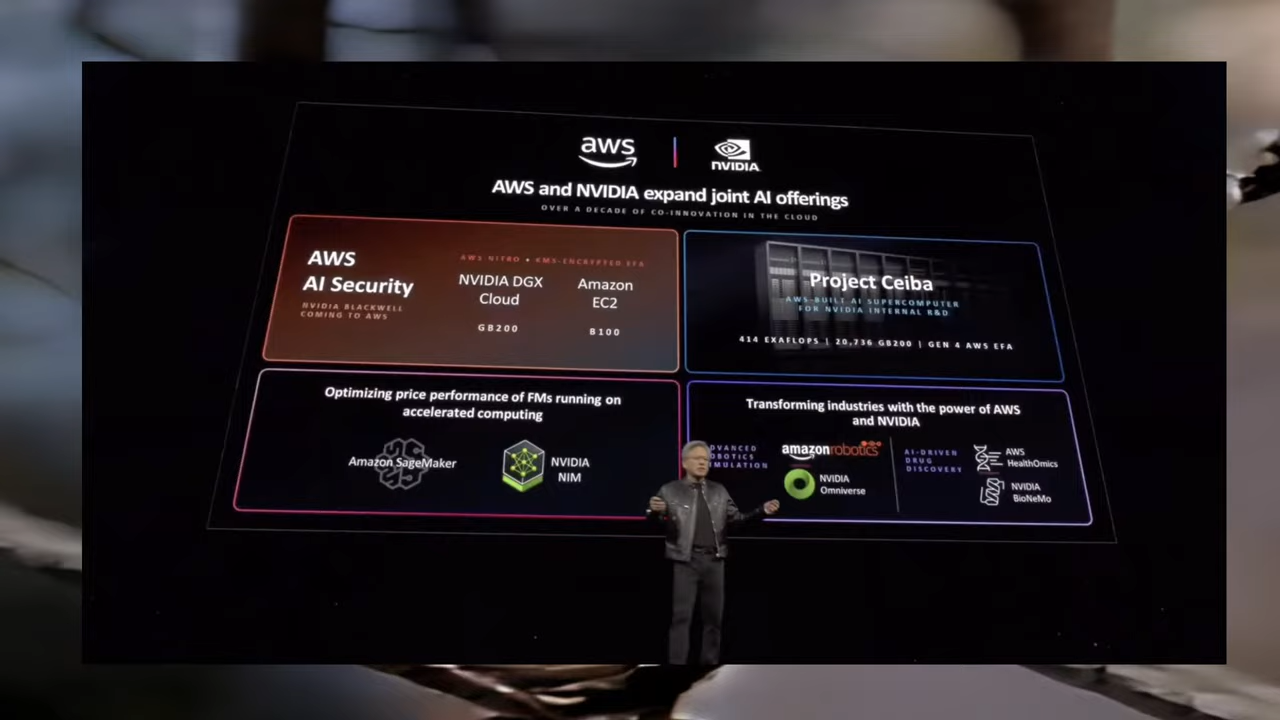 aws
NVIDIA
AWS and NVIDIA expand joint AI offerings
OVER A DECADE OF CO-INNOVATION IN THE CLOUD
AWS
AI Security
NVIDIA BLACKWELL
COMING TO AWS
AWS NITRO • KMS-ENCRYPTED EFA
NVIDIA DGX
Cloud
GB200
Amazon
EC2
B100
Project Ceiba
AWS-BUILT AI SUPERCOMPUTER
FOR NVIDIA INTERNAL R&D
414 EXAFLOPS | 20,736 GB200 | GEN 4 AWS EFA
Optimizing price performance of FMs running on
accelerated computing
Amazon SageMaker
NVIDIA
NIM
Transforming industries with the power of AWS
and NVIDIA
DVANCED
OBOTICS
IMULATION
amazonrobotics
NVIDIA
Omniverse
AI-DRIVEN
DRUG
DISCOVERY
AWS
HealthOmics
NVIDIA
BioNeMo